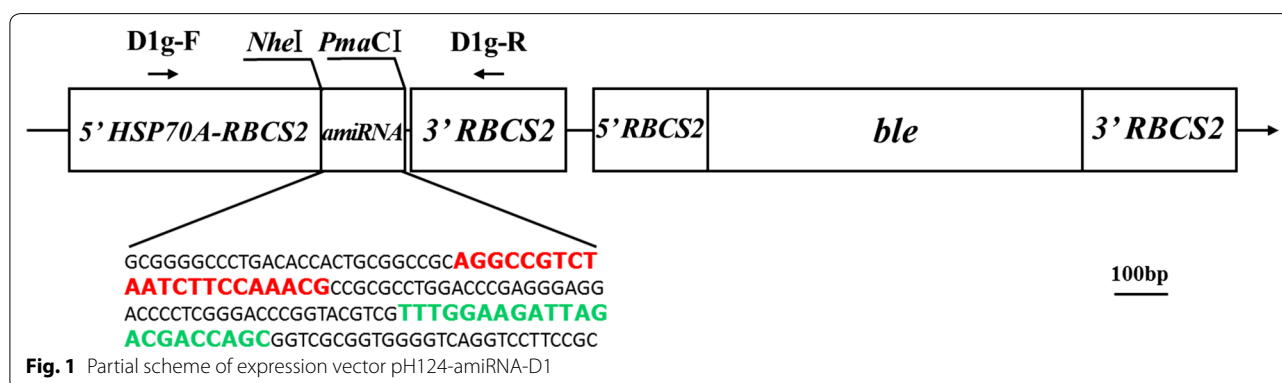 D1g-F NheⅠ PmaCⅠ D1g-R
5’ HSP70A-RBCS2 amiRNA 3’ RBCS2 5’ RBCS2 ble 3’ RBCS2
GCGGGGCCCTGACACCACTGCGGCCGCAGGCCGTCT
AATCTTCCAAACGCCGCGCCTGGACCCGAGGGAGG
ACCCCTCGGGACCCGGTACGTCGTTTGGAAGATTAG
ACGACCAGCGGTCGCGGTGGGGTCAGGTCCTTCCGC
100bp
Fig. 1 Partial scheme of expression vector pH124-amiRNA-D1